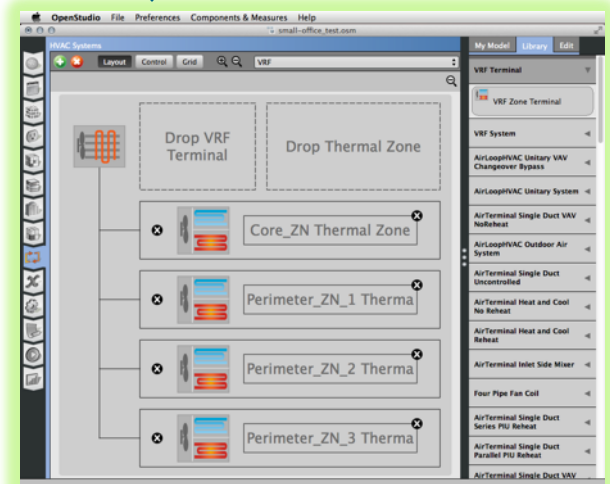 OpenStudio File Preferences Components & Measures Help
small-office_test.osm
HVAC Systems
My Model Library Edit
Layout Control Grid VRF
VRF Terminal
VRF Zone Terminal
Drop VRF
Terminal
Drop Thermal Zone
VRF System
AirLoopHVAC Unitary VAV
Changeover Bypass
AirLoopHVAC Unitary System
AirTerminal Single Duct VAV
NoReheat
Core_ZN Thermal Zone
AirLoopHVAC Outdoor Air
System
AirTerminal Single Duct
Uncontrolled
Perimeter_ZN_1 Therma
AirTerminal Heat and Cool
No Reheat
AirTerminal Heat and Cool
Reheat
Perimeter_ZN_2 Therma
AirTerminal Inlet Side Mixer
Four Pipe Fan Coil
AirTerminal Single Duct
Series PIU Reheat
Perimeter_ZN_3 Therma
AirTerminal Single Duct
Parallel PIU Reheat
AirTerminal Single Duct VAV